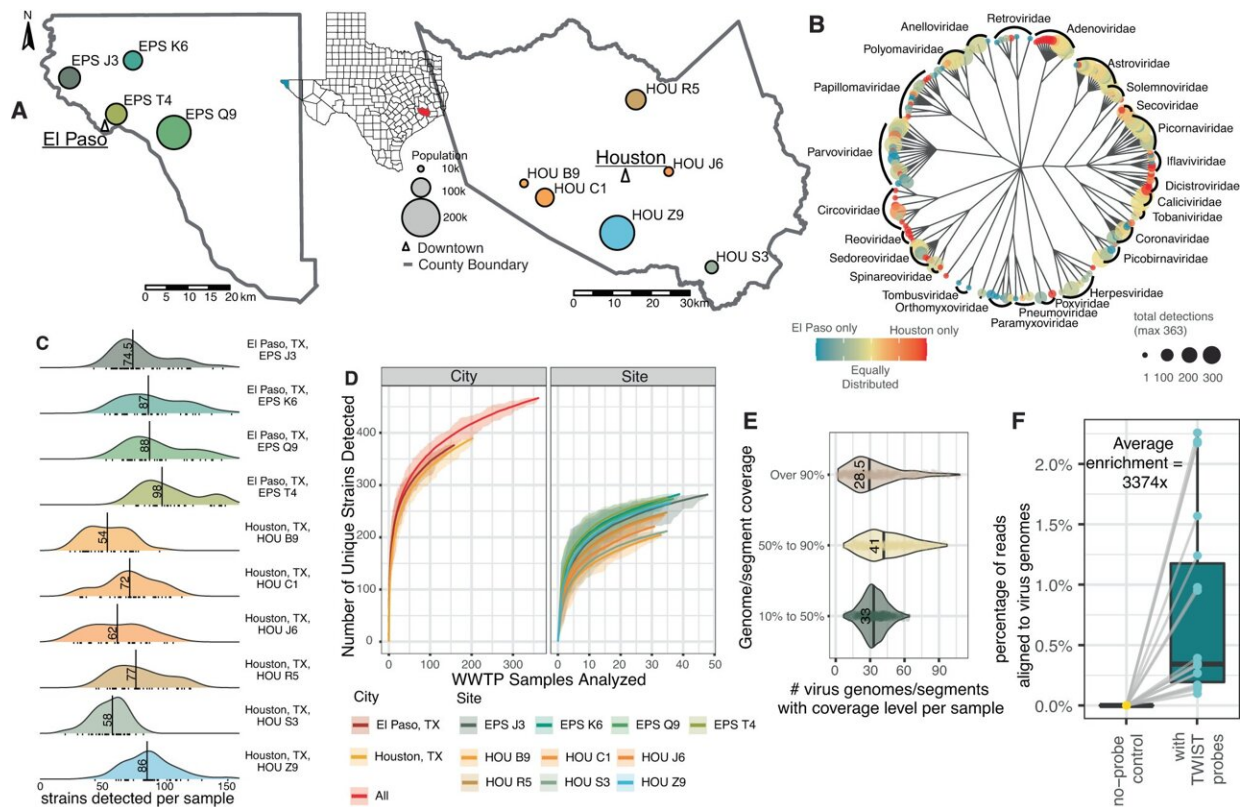 A
N
EPS J3
EPS K6
EPS T4
EPS Q9
El Paso
0 5 10 15 20 km
Population
10k
100k
200k
Downtown
County Boundary
HOU R5
Houston
HOU J6
HOU B9
HOU C1
HOU Z9
HOU S3
0 10 20 30km
B
Retroviridae
Adenoviridae
Anelloviridae
Polyomaviridae
Astroviridae
Solemnoviridae
Papillomaviridae
Secoviridae
Picornaviridae
Parvoviridae
Iflaviviridae
Dicistroviridae
Caliciviridae
Circoviridae
Tobaniviridae
Reoviridae
Coronaviridae
Sedoreoviridae
Picobirnaviridae
Spinareoviridae
Tombusviridae
Herpesviridae
Orthomyxoviridae
Poxviridae
Pneumoviridae
Paramyxoviridae
El Paso only
Houston only
Equally
Distributed
total detections
(max 363)
1 100 200 300
C
74.5
El Paso, TX,
EPS J3
87
El Paso, TX,
EPS K6
88
El Paso, TX,
EPS Q9
98
El Paso, TX,
EPS T4
54
Houston, TX,
HOU B9
72
Houston, TX,
HOU C1
62
Houston, TX,
HOU J6
77
Houston, TX,
HOU R5
58
Houston, TX,
HOU S3
86
Houston, TX,
HOU Z9
0 50 100 150
strains detected per sample
D
City
Site
Number of Unique Strains Detected
400
300
200
100
0
0 100 200 300
0 10 20 30 40 50
WWTP Samples Analyzed
City
El Paso, TX
Houston, TX
All
Site
EPS J3 EPS K6 EPS Q9 EPS T4
HOU B9 HOU C1 HOU J6
HOU R5 HOU S3 HOU Z9
E
Genome/segment coverage
Over 90%
28.5
50% to 90%
41
10% to 50%
33
0 30 60 90
# virus genomes/segments
with coverage level per sample
F
Average
enrichment =
3374x
percentage of reads
aligned to virus genomes
2.0%
1.5%
1.0%
0.5%
0.0%
no-probe
control
with
TWIST
probes